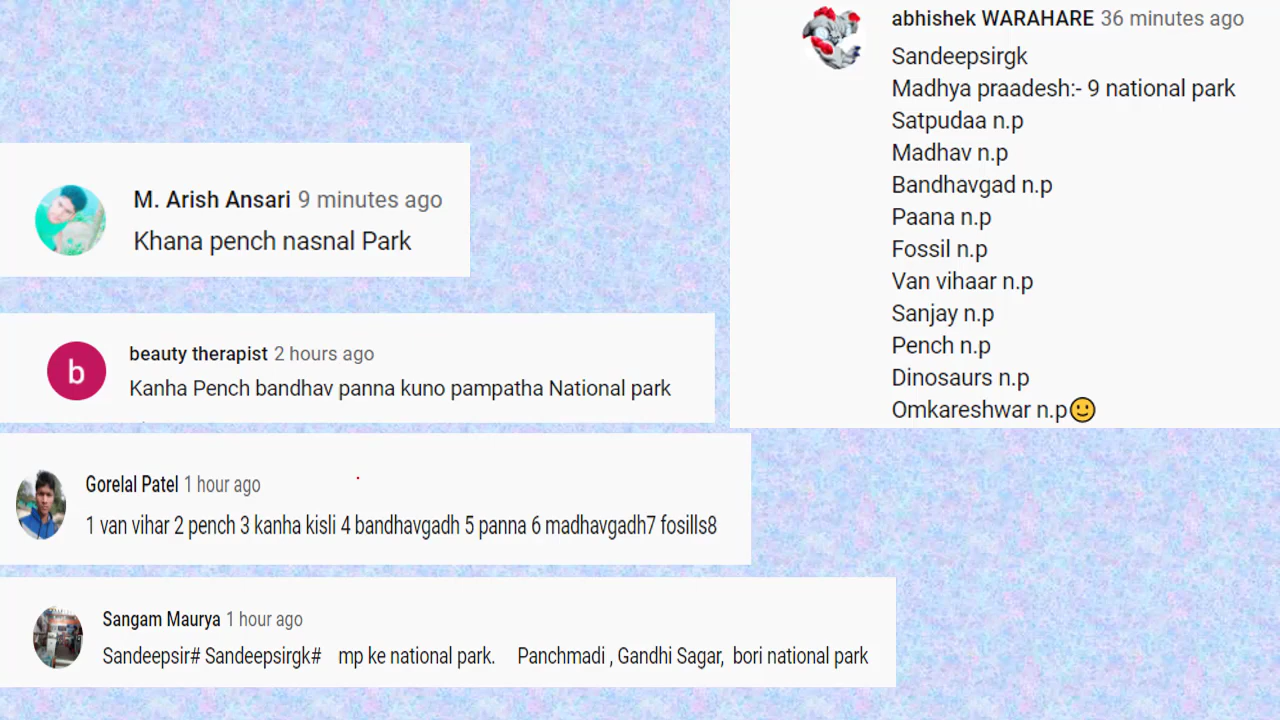 M. Arish Ansari 9 minutes ago
Khana pench nasnal Park
b
beauty therapist 2 hours ago
Kanha Pench bandhav panna kuno pampatha National park
Gorelal Patel 1 hour ago
1 van vihar 2 pench 3 kanha kisli 4 bandhavgadh 5 panna 6 madhavgadh7 fosills8
Sangam Maurya 1 hour ago
Sandeepsir# Sandeepsirgk# mp ke national park. Panchmadi , Gandhi Sagar, bori national park
abhishek WARAHARE 36 minutes ago
Sandeepsirgk
Madhya praadesh:- 9 national park
Satpudaa n.p
Madhav n.p
Bandhavgad n.p
Paana n.p
Fossil n.p
Van vihaar n.p
Sanjay n.p
Pench n.p
Dinosaurs n.p
Omkareshwar n.p🙂